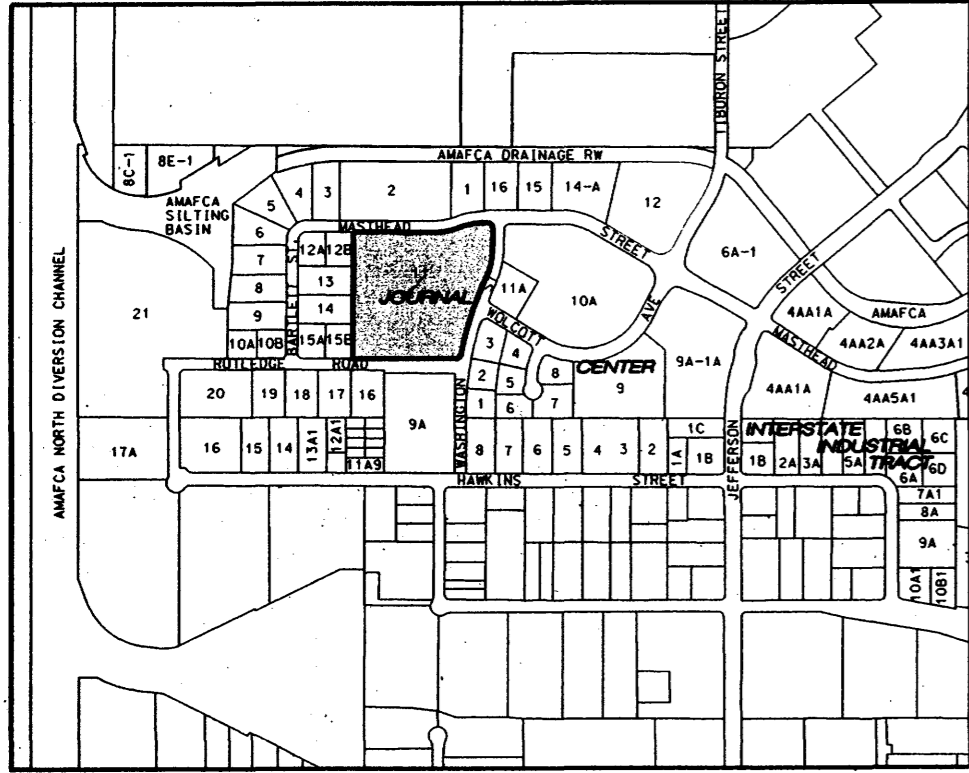 TIBURON STREET
AMAFCA DRAINAGE RW
8C-1
8E-1
AMAFCA
SILTING
BASIN
5
4
3
2
1
16
15
14-A
12
6
7
8
9
10A
10B
MASTHEAD
STREET
BARTLETT ST.
12A
12B
13
14
15A
15B
JOURNAL
11A
10A
6A-1
STREET
WOLCOTT
AVE
CENTER
3
4
2
5
1
6
8
7
9
9A-1A
4AA1A
AMAFCA
4AA2A
4AA3A1
MASTHEAD
4AA1A
4AA5A1
21
AMAFCA NORTH DIVERSION CHANNEL
RUTLEDGE ROAD
20
19
18
17
16
9A
WASHINGTON
17A
16
15
14
13A1
12A1
11A9
8
7
6
5
4
3
2
1C
1A
1B
JEFFERSON
INTERSTATE
INDUSTRIAL
TRACT
1B
2A
3A
5A
6B
6C
6A
6D
7A1
8A
9A
10A1
10B1
HAWKINS STREET